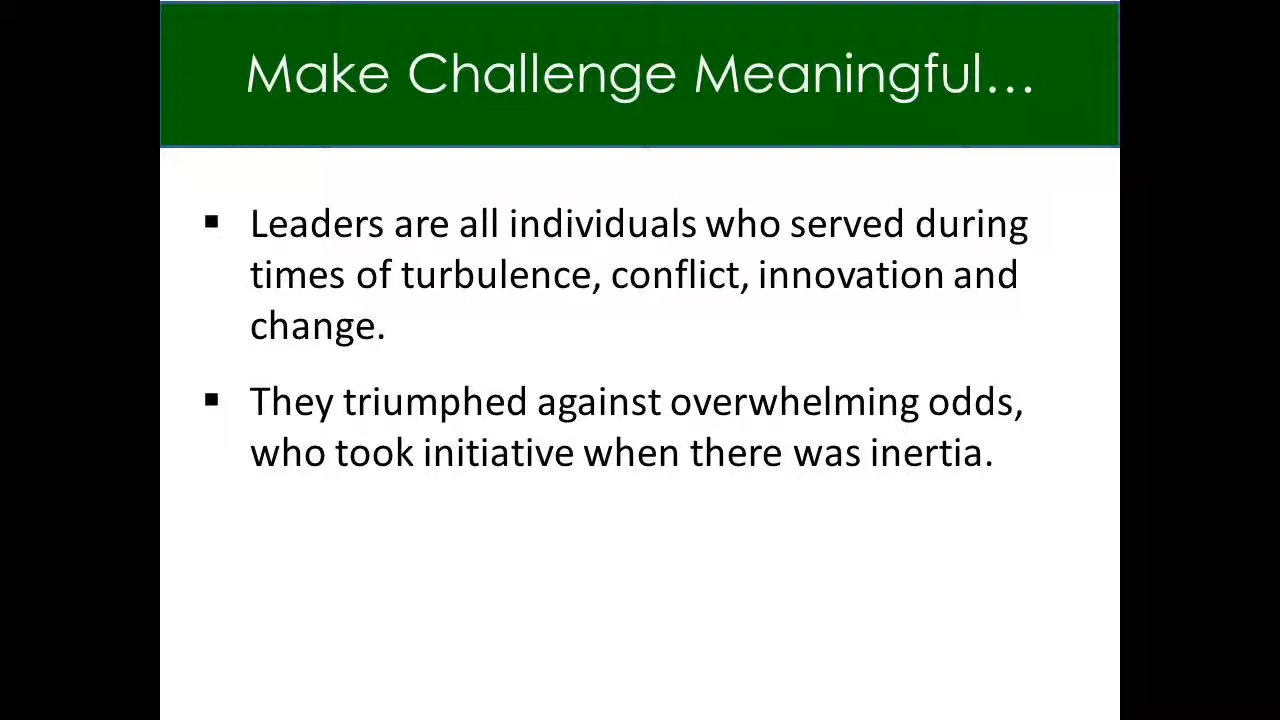 Make Challenge Meaningful…
▪ Leaders are all individuals who served during
times of turbulence, conflict, innovation and
change.
▪ They triumphed against overwhelming odds,
who took initiative when there was inertia.